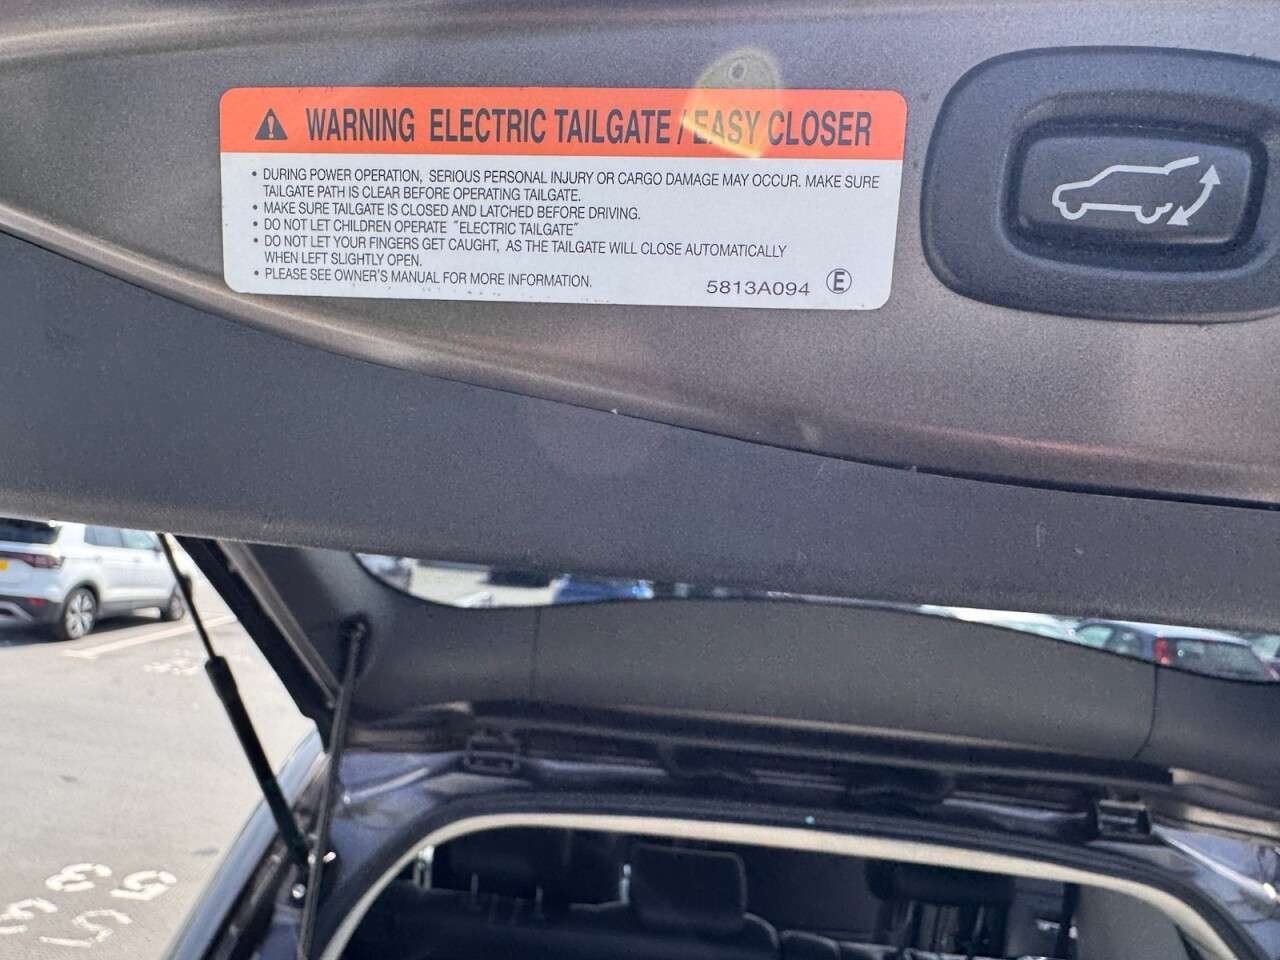 WARNING ELECTRIC TAILGATE / EASY CLOSER
• DURING POWER OPERATION, SERIOUS PERSONAL INJURY OR CARGO DAMAGE MAY OCCUR. MAKE SURE
TAILGATE PATH IS CLEAR BEFORE OPERATING TAILGATE.
• MAKE SURE TAILGATE IS CLOSED AND LATCHED BEFORE DRIVING.
• DO NOT LET CHILDREN OPERATE "ELECTRIC TAILGATE"
• DO NOT LET YOUR FINGERS GET CAUGHT, AS THE TAILGATE WILL CLOSE AUTOMATICALLY
WHEN LEFT SLIGHTLY OPEN.
• PLEASE SEE OWNER'S MANUAL FOR MORE INFORMATION.
5813A094 E